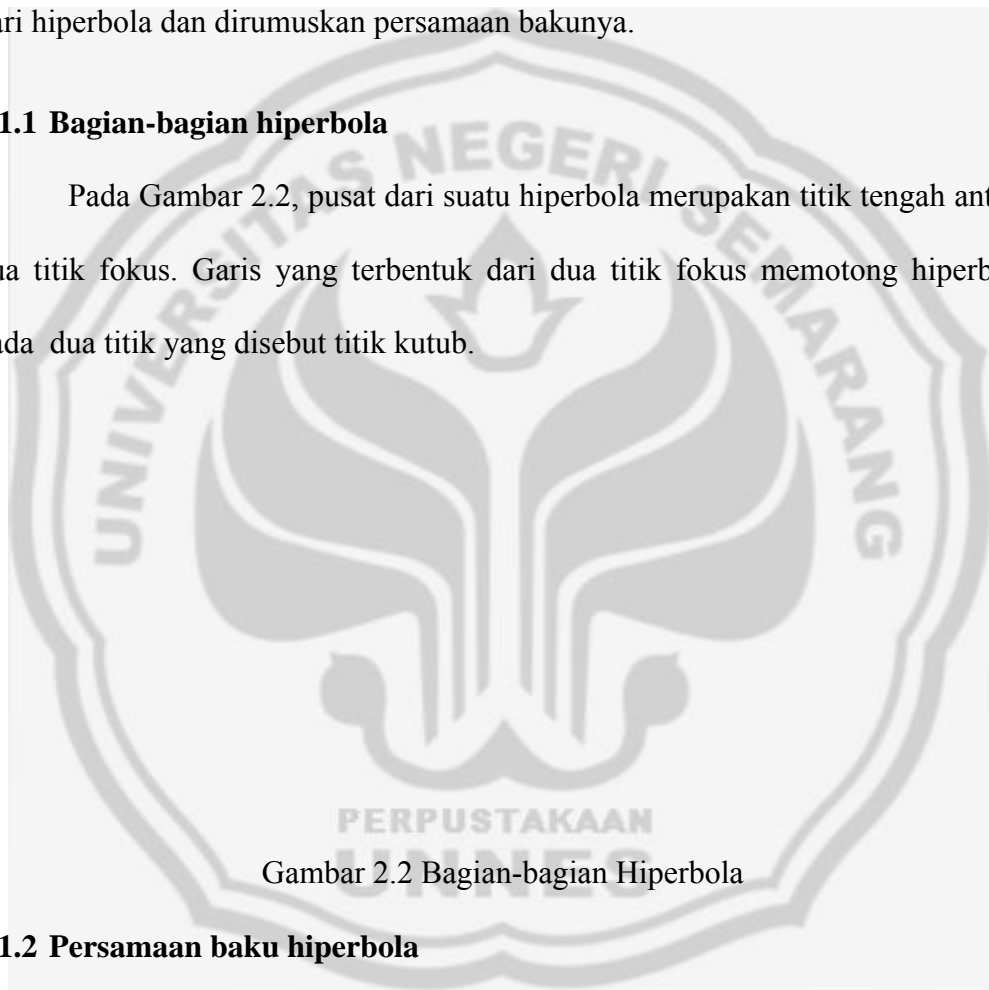 ari hiperbola dan dirumuskan persamaan bakunya.
1.1 Bagian-bagian hiperbola
Pada Gambar 2.2, pusat dari suatu hiperbola merupakan titik tengah ant
ua titik fokus. Garis yang terbentuk dari dua titik fokus memotong hiperb
ada dua titik yang disebut titik kutub.
UNIVERSITAS NEGERI SEMARANG
PERPUSTAKAAN
UNNES
Gambar 2.2 Bagian-bagian Hiperbola
1.2 Persamaan baku hiperbola